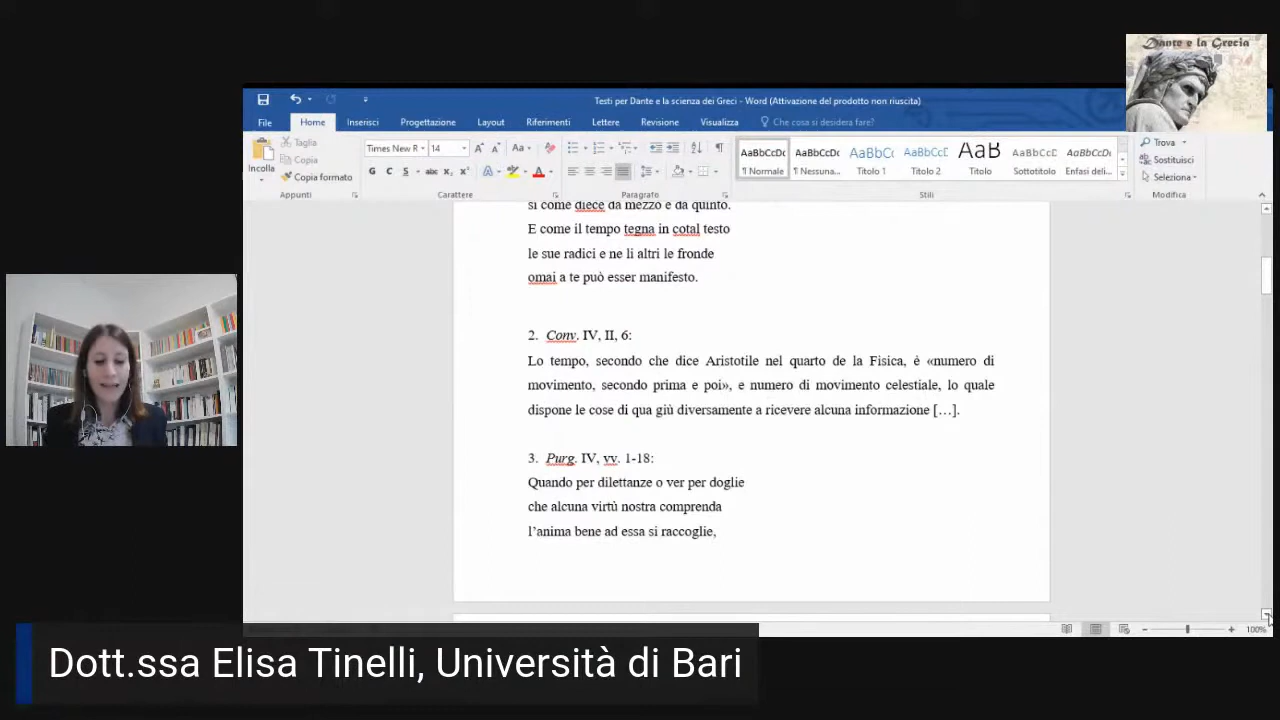 Dante e la Grecia
Testi per Dante e la scienza dei Greci - Word (Attivazione del prodotto non riuscita)
File Home Inserisci Progettazione Layout Riferimenti Lettere Revisione Visualizza Che cosa si desidera fare?
Incolla
Taglia
Copia
Copia formato
Appunti
Times New R 14 Aa
G C S abc X₂ X² A A
Carattere
Paragrafo
AaBbCcDc AaBbCcDc AaBbCc AaBbCcD AaB AaBbCcD AaBbCcDc
¶ Normale ¶ Nessuna... Titolo 1 Titolo 2 Titolo Sottotitolo Enfasi deli...
Stili
Trova
Sostituisci
Seleziona
Modifica
sì come diece da mezzo e da quinto.
E come il tempo tegna in cotal testo
le sue radici e ne li altri le fronde
omai a te può esser manifesto.
2. Conv. IV, II, 6:
Lo tempo, secondo che dice Aristotile nel quarto de la Fisica, è «numero di
movimento, secondo prima e poi», e numero di movimento celestiale, lo quale
dispone le cose di qua giù diversamente a ricevere alcuna informazione […].
3. Purg. IV, vv. 1-18:
Quando per dilettanze o ver per doglie
che alcuna virtù nostra comprenda
l'anima bene ad essa si raccoglie,
100%
Dott.ssa Elisa Tinelli, Università di Bari